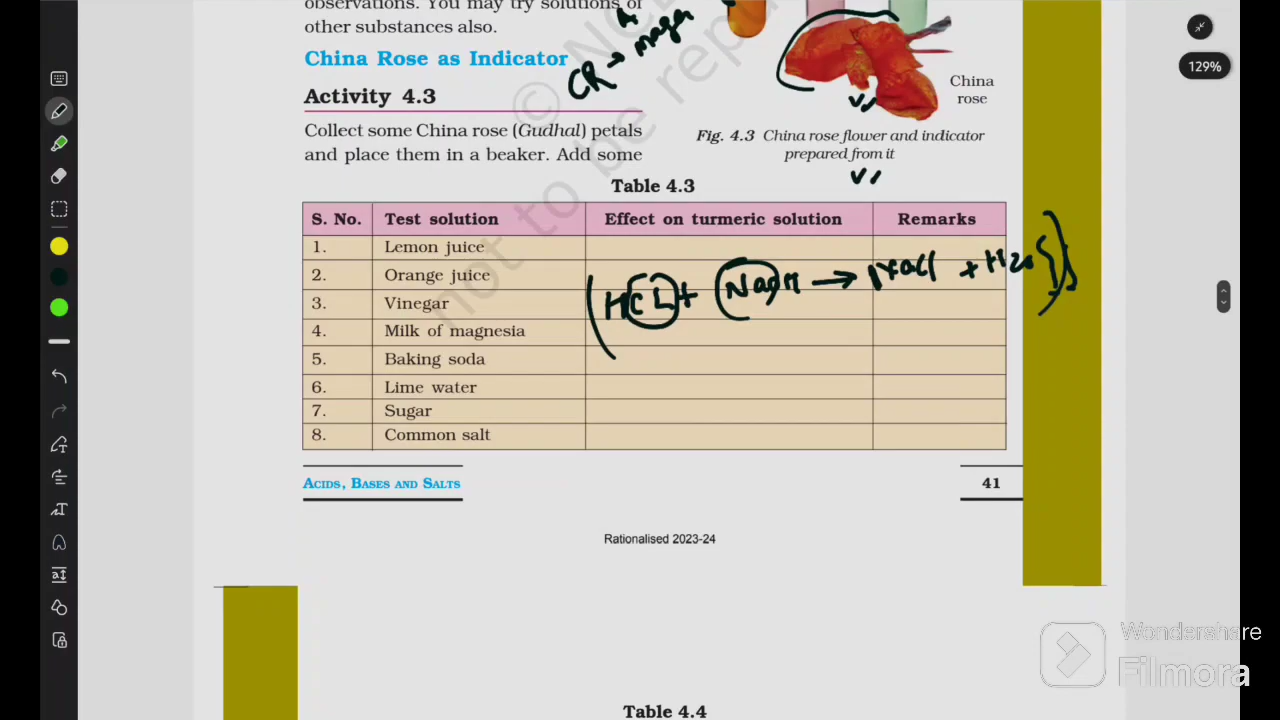 observations. You may try solutions of
other substances also.
China Rose as Indicator
Activity 4.3
Collect some China rose (Gudhal) petals
and place them in a beaker. Add some
CR → magen
China
rose
Fig. 4.3 China rose flower and indicator
prepared from it
Table 4.3
S. No. Test solution Effect on turmeric solution Remarks
1. Lemon juice
2. Orange juice
3. Vinegar
4. Milk of magnesia
5. Baking soda
6. Lime water
7. Sugar
8. Common salt
(HCL + NaOH → NaCl + H2O)
ACIDS, BASES AND SALTS
41
Rationalised 2023-24
Table 4.4
129%
© NC
not to be rep
Wondershare
Filmora